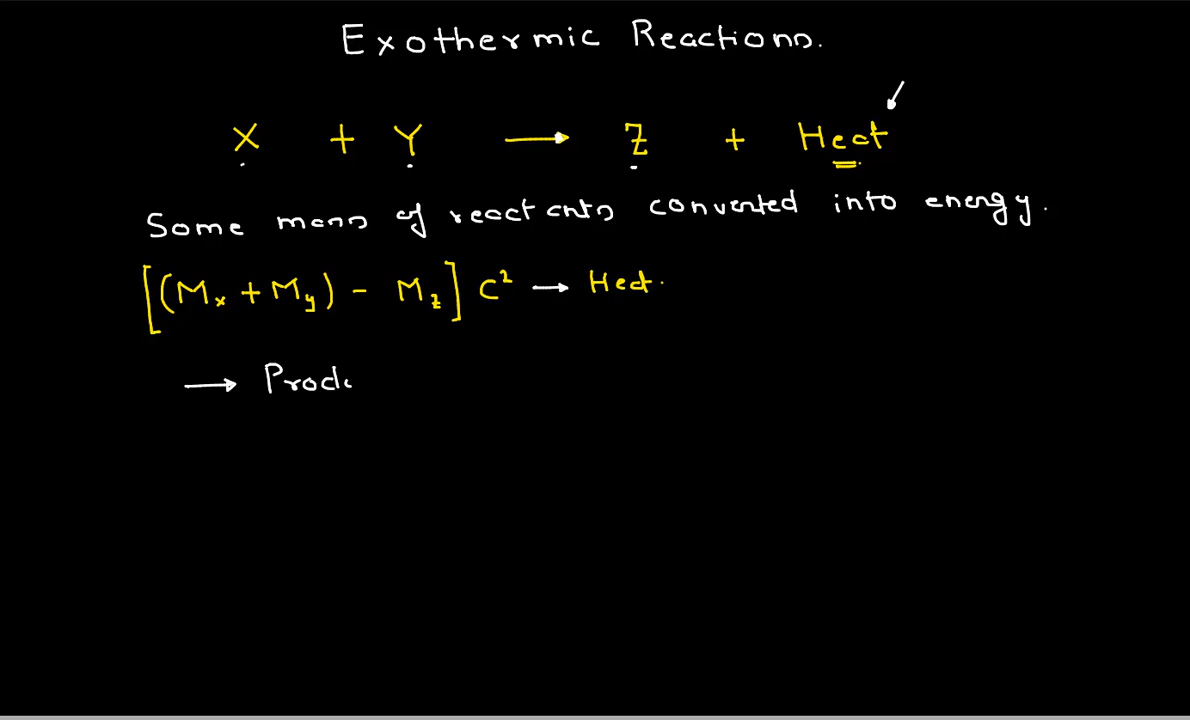 Exothermic Reactions.
X + Y → Z + Heat
Some mass of reactants converted into energy.
[(Mx + My) - Mz] C² → Heat.
→ Prod